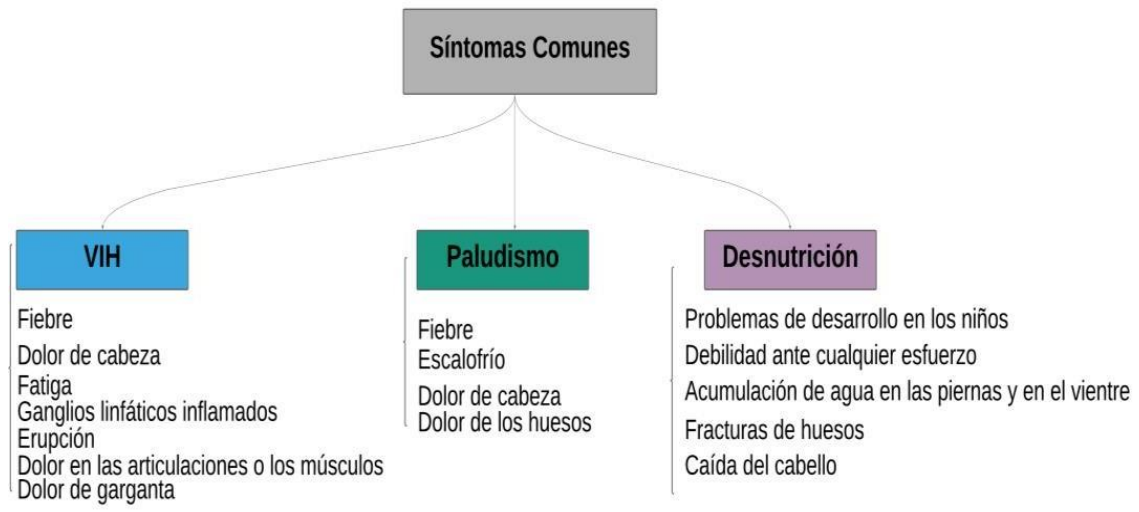 Síntomas Comunes
VIH
Fiebre
Dolor de cabeza
Fatiga
Ganglios linfáticos inflamados
Erupción
Dolor en las articulaciones o los músculos
Dolor de garganta
Paludismo
Fiebre
Escalofrío
Dolor de cabeza
Dolor de los huesos
Desnutrición
Problemas de desarrollo en los niños
Debilidad ante cualquier esfuerzo
Acumulación de agua en las piernas y en el vientre
Fracturas de huesos
Caída del cabello